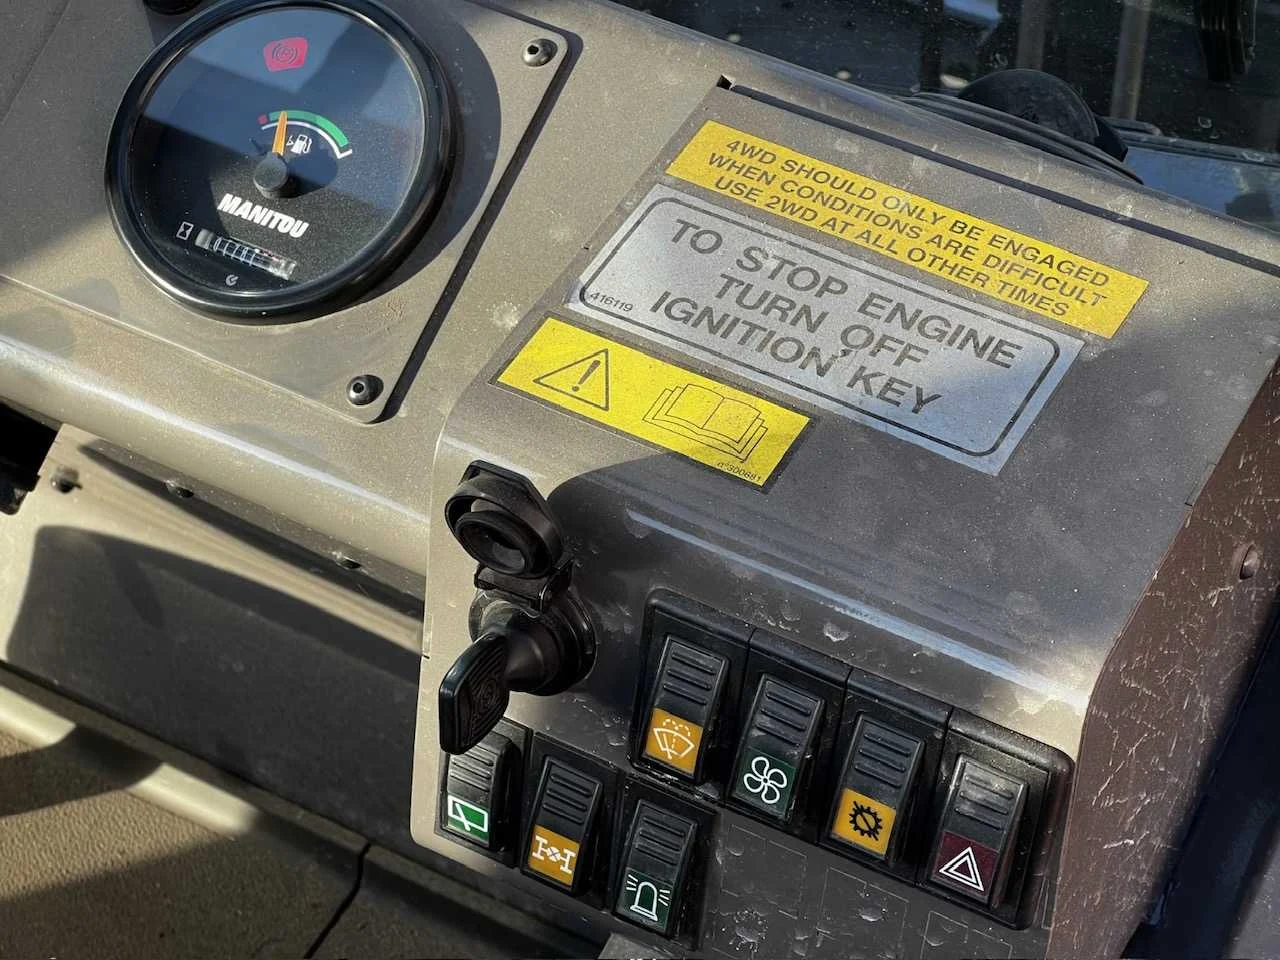 MANITOU
4WD SHOULD ONLY BE ENGAGED
WHEN CONDITIONS ARE DIFFICULT
USE 2WD AT ALL OTHER TIMES
TO STOP ENGINE
TURN OFF
IGNITION KEY
416119
n°300681